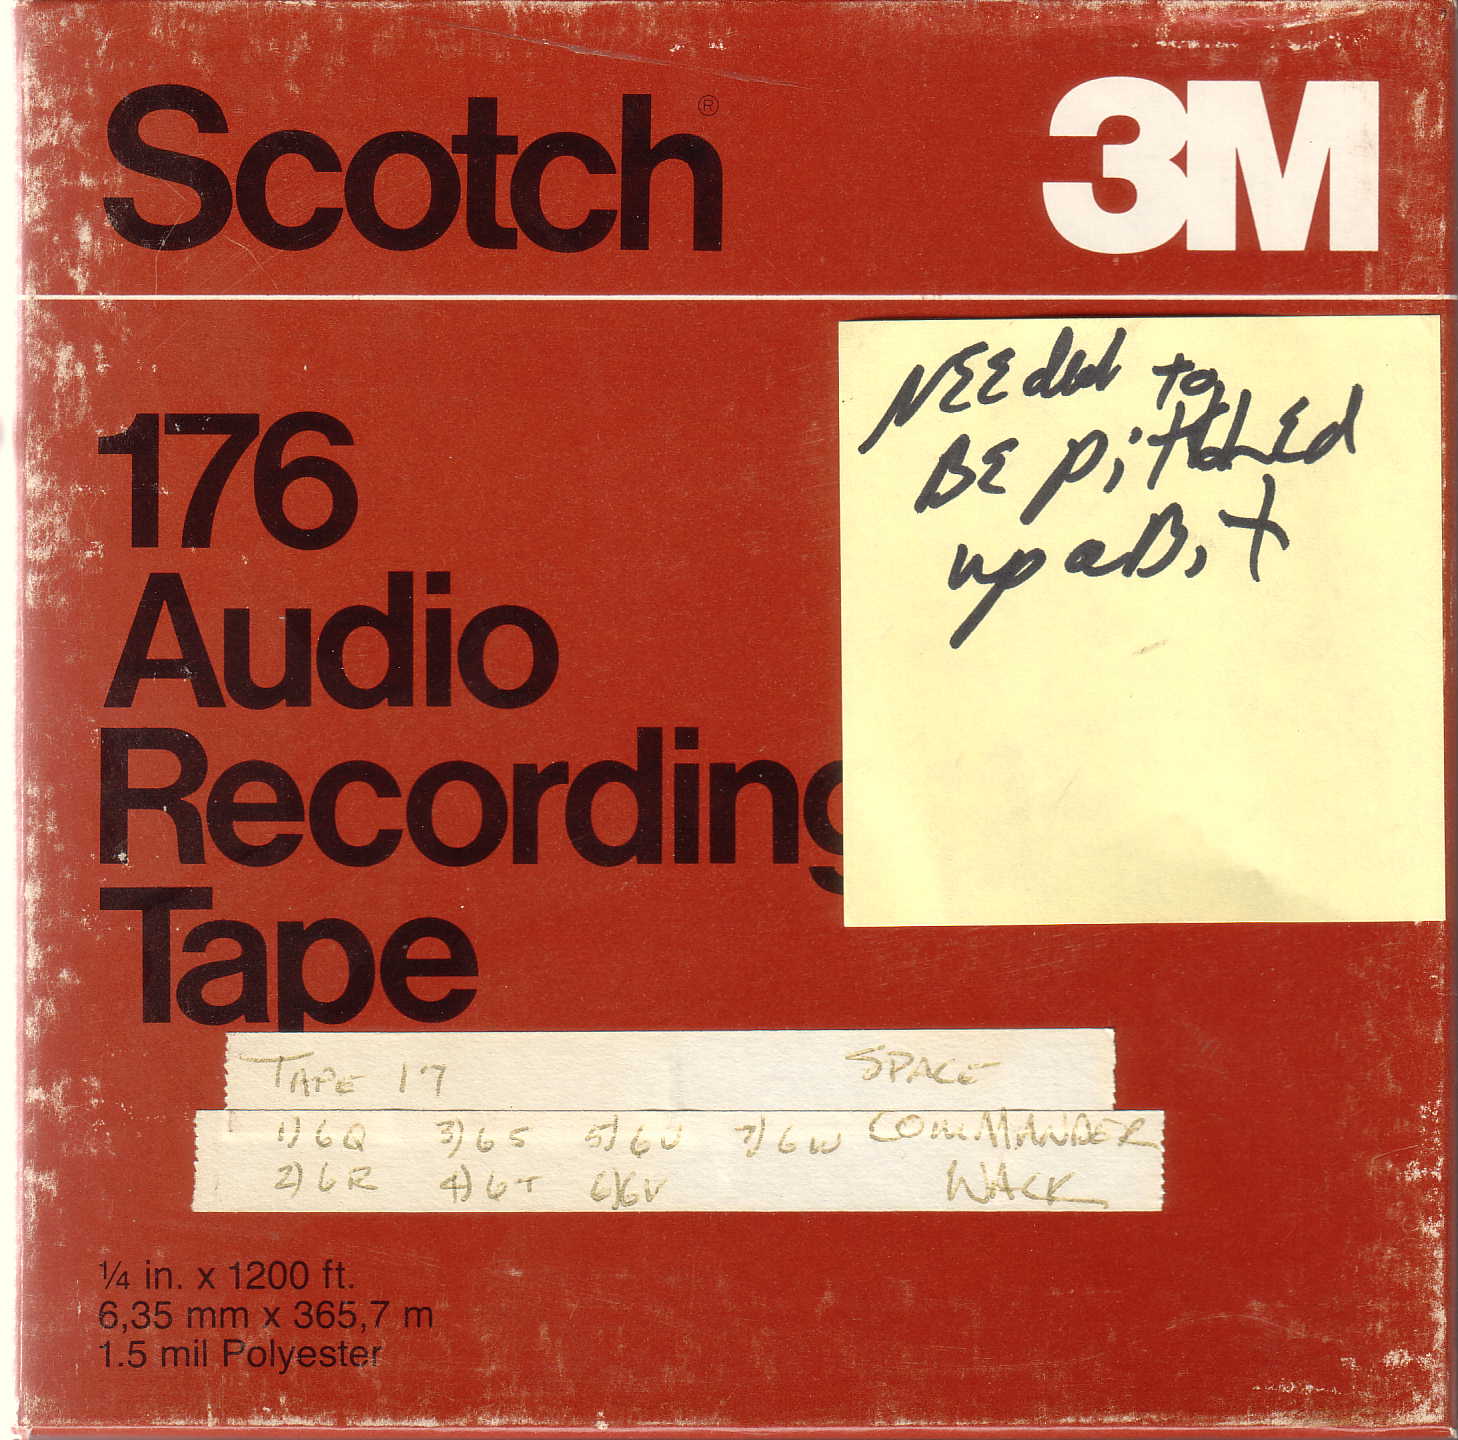 Scotch®
3M
176
Audio
Recording
Tape
NEEded to
BE pitched
up a Bit
TAPE 17
SPACE
1) 6Q 3) 6S 5) 6U 7) 6W COMMANDER
2) 6R 4) 6T 6) 6V WACK
¼ in. x 1200 ft.
6,35 mm x 365,7 m
1.5 mil Polyester